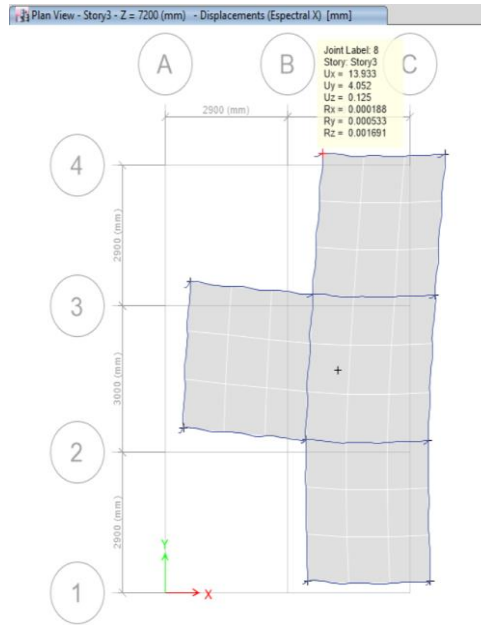 Plan View - Story3 - Z = 7200 (mm) - Displacements (Espectral X) [mm]
Joint Label: 8
Story: Story3
Ux = 13.933
Uy = 4.052
Uz = 0.125
Rx = 0.000188
Ry = 0.000533
Rz = 0.001691
A
B
C
2900 (mm)
4
2900 (mm)
3
3000 (mm)
2
2900 (mm)
Y
X
1